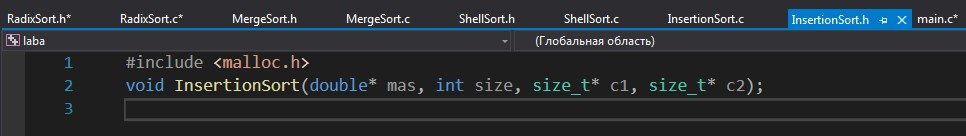 RadixSort.h* RadixSort.c* MergeSort.h MergeSort.c ShellSort.h ShellSort.c InsertionSort.c InsertionSort.h main.c*
laba (Глобальная область)
1 #include <malloc.h>
2 void InsertionSort(double* mas, int size, size_t* c1, size_t* c2);
3